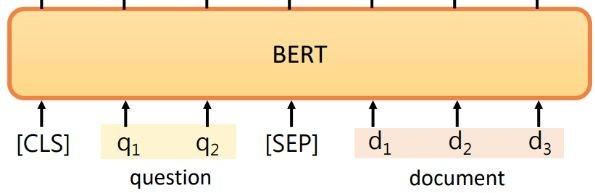 BERT
[CLS] q₁ q₂ [SEP] d₁ d₂ d₃
question document